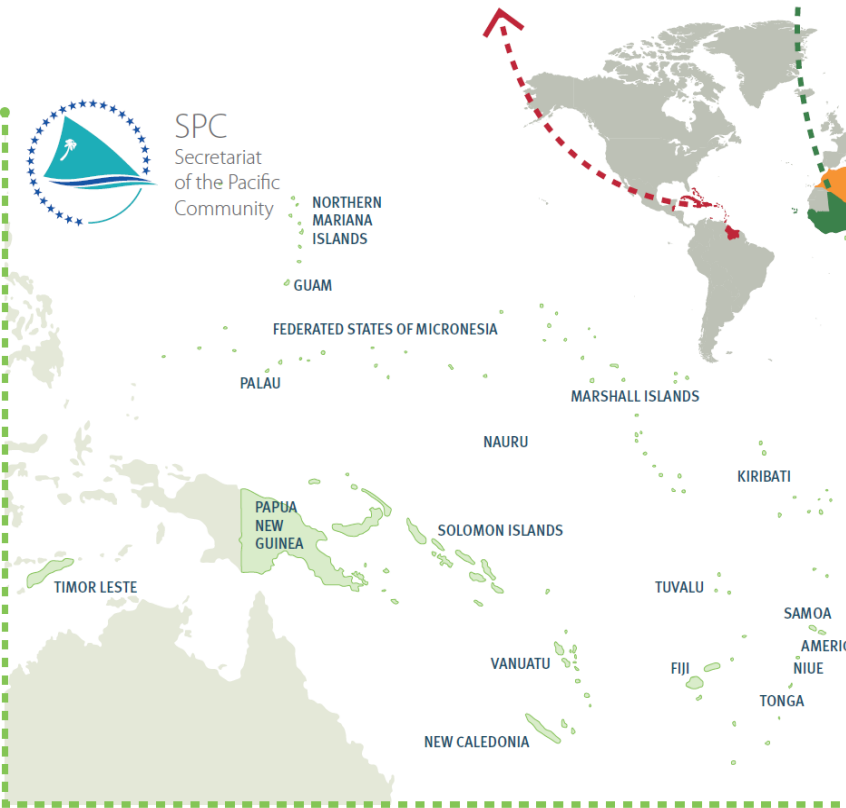 SPC
Secretariat
of the Pacific
Community
NORTHERN
MARIANA
ISLANDS
GUAM
FEDERATED STATES OF MICRONESIA
PALAU
MARSHALL ISLANDS
NAURU
KIRIBATI
PAPUA
NEW
GUINEA
SOLOMON ISLANDS
TIMOR LESTE
TUVALU
SAMOA
AMERIC
VANUATU
FIJI
NIUE
TONGA
NEW CALEDONIA